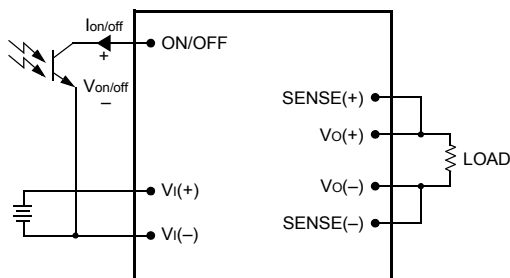 Ion/off
+
Von/off
–
ON/OFF
VI(+)
VI(–)
SENSE(+)
VO(+)
VO(–)
SENSE(–)
LOAD